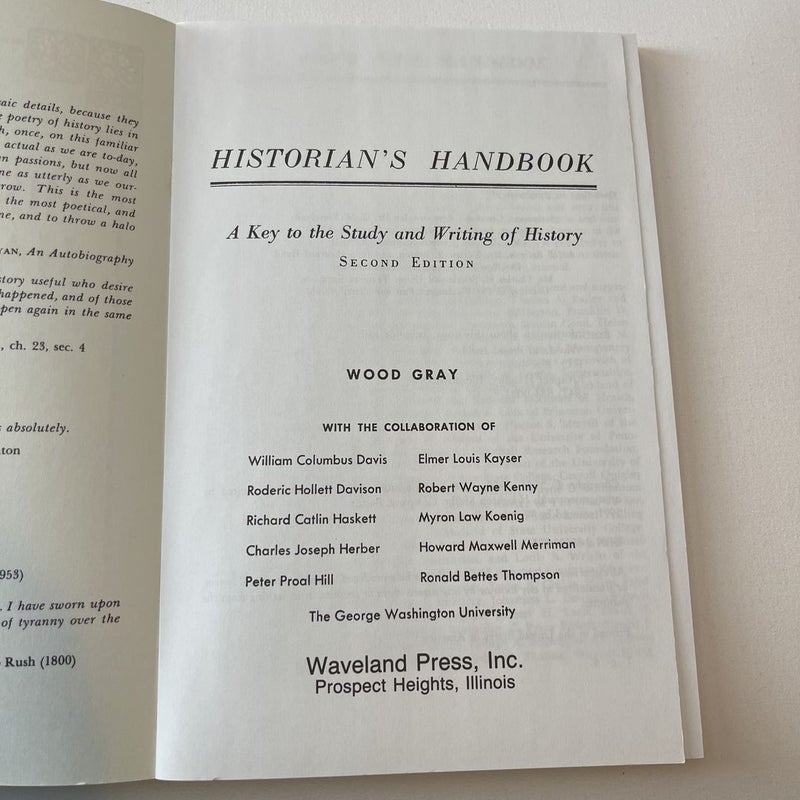 aic details, because they
poetry of history lies in
h, once, on this familiar
actual as we are to-day,
n passions, but now all
ne as utterly as we our-
row. This is the most
the most poetical, and
ne, and to throw a halo
YAN, An Autobiography
story useful who desire
happened, and of those
pen again in the same
, ch. 23, sec. 4
absolutely.
ton
953)
. I have sworn upon
of tyranny over the
Rush (1800)
HISTORIAN'S HANDBOOK
A Key to the Study and Writing of History
SECOND EDITION
WOOD GRAY
WITH THE COLLABORATION OF
William Columbus Davis
Elmer Louis Kayser
Roderic Hollett Davison
Robert Wayne Kenny
Richard Catlin Haskett
Myron Law Koenig
Charles Joseph Herber
Howard Maxwell Merriman
Peter Proal Hill
Ronald Bettes Thompson
The George Washington University
Waveland Press, Inc.
Prospect Heights, Illinois